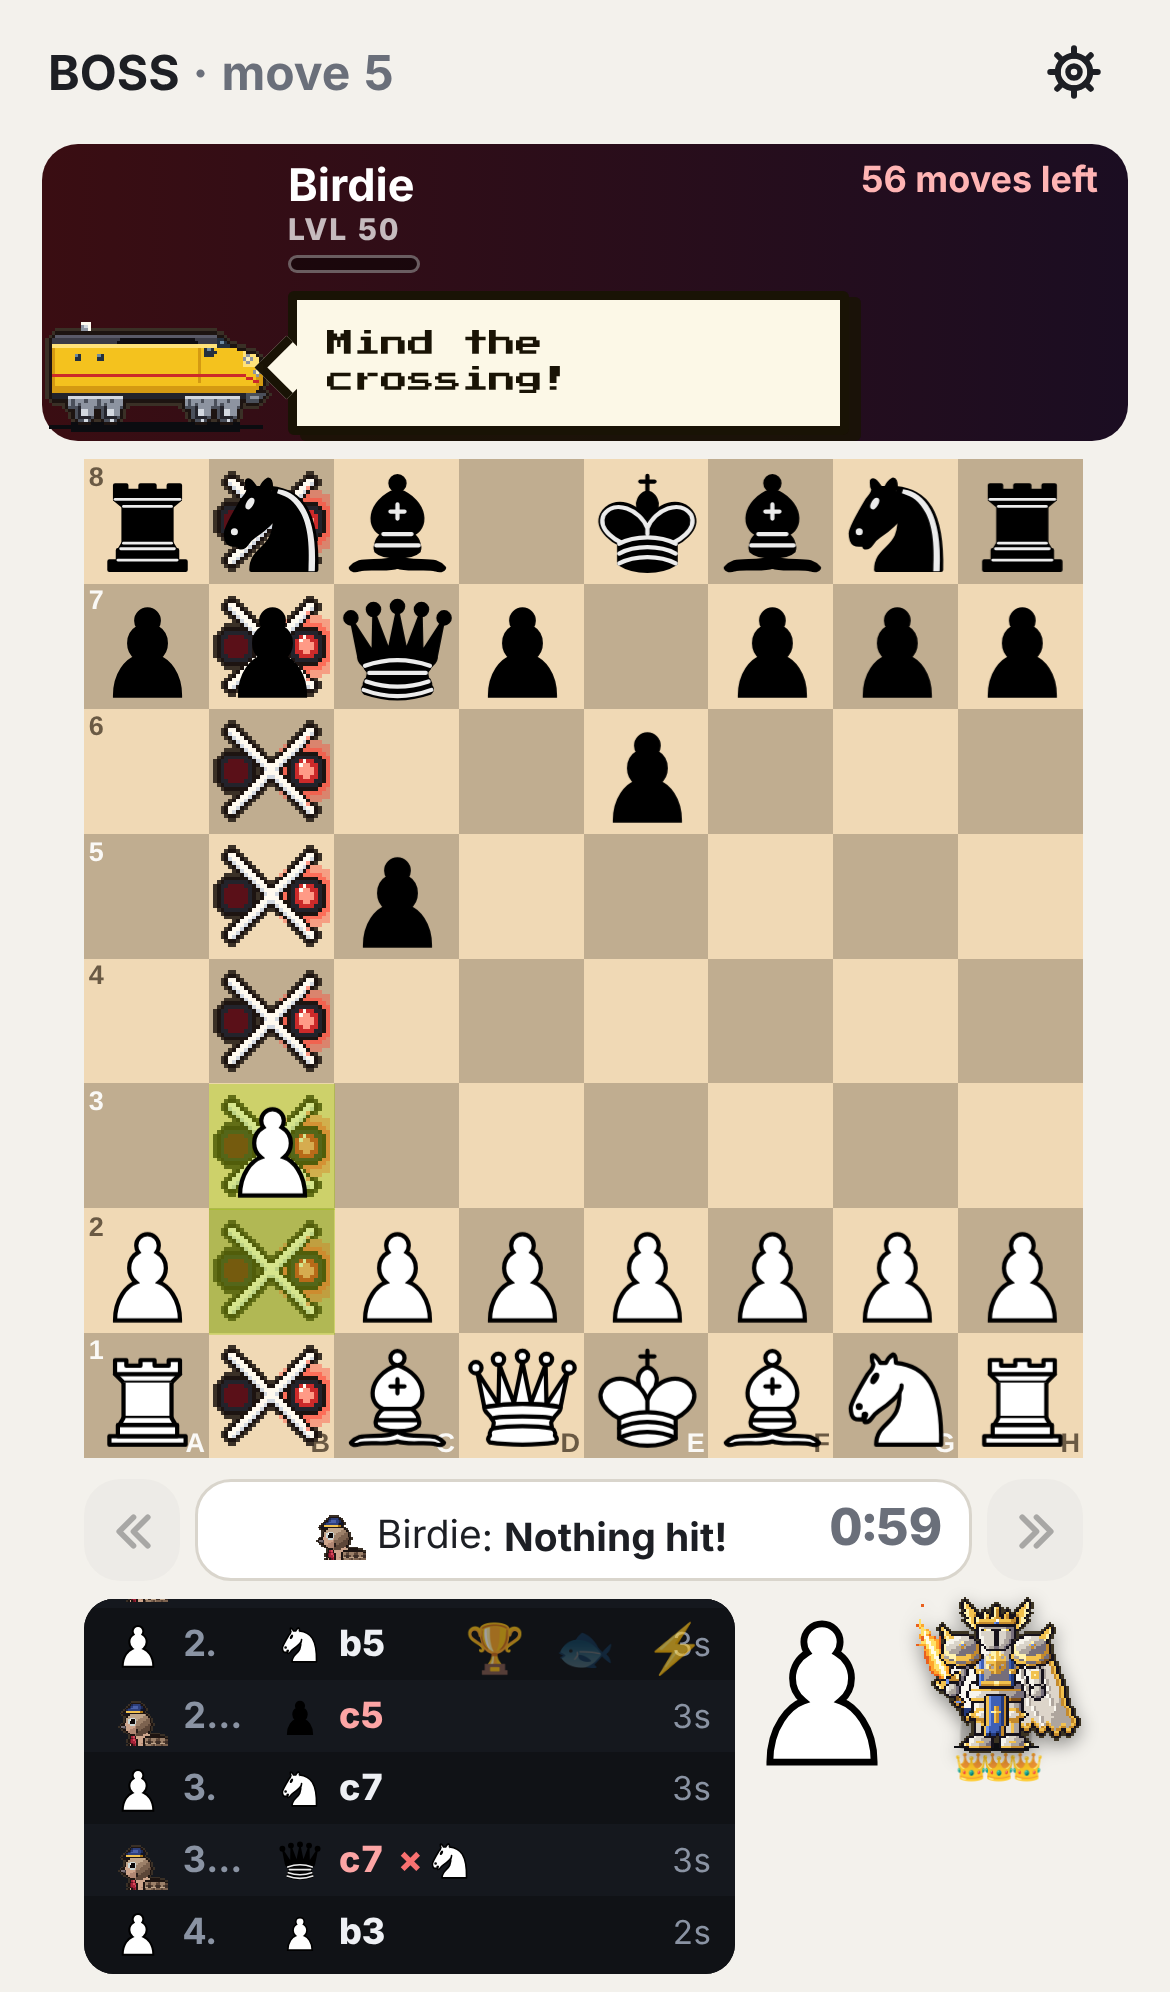 BOSS · move 5
Birdie
56 moves left
LVL 50
Mind the
crossing!
8
7
6
5
4
3
2
1
A B C D E F G H
Birdie: Nothing hit! 0:59
2. b5 3s
2... c5 3s
3. c7 3s
3... c7 × 3s
4. b3 2s